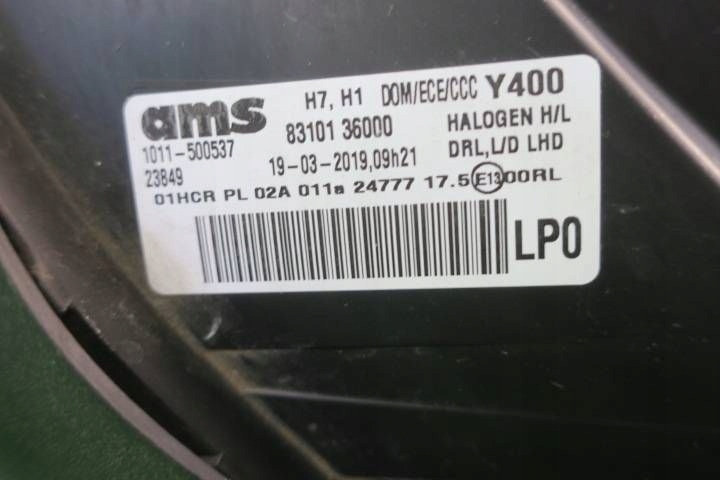 ams H7, H1 DOM/ECE/CCC Y400
83101 36000 HALOGEN H/L
1011-500537 DRL,L/D LHD
23849 19-03-2019,09h21
01HCR PL 02A 011a 24777 17.5 E13 00RL
LP0